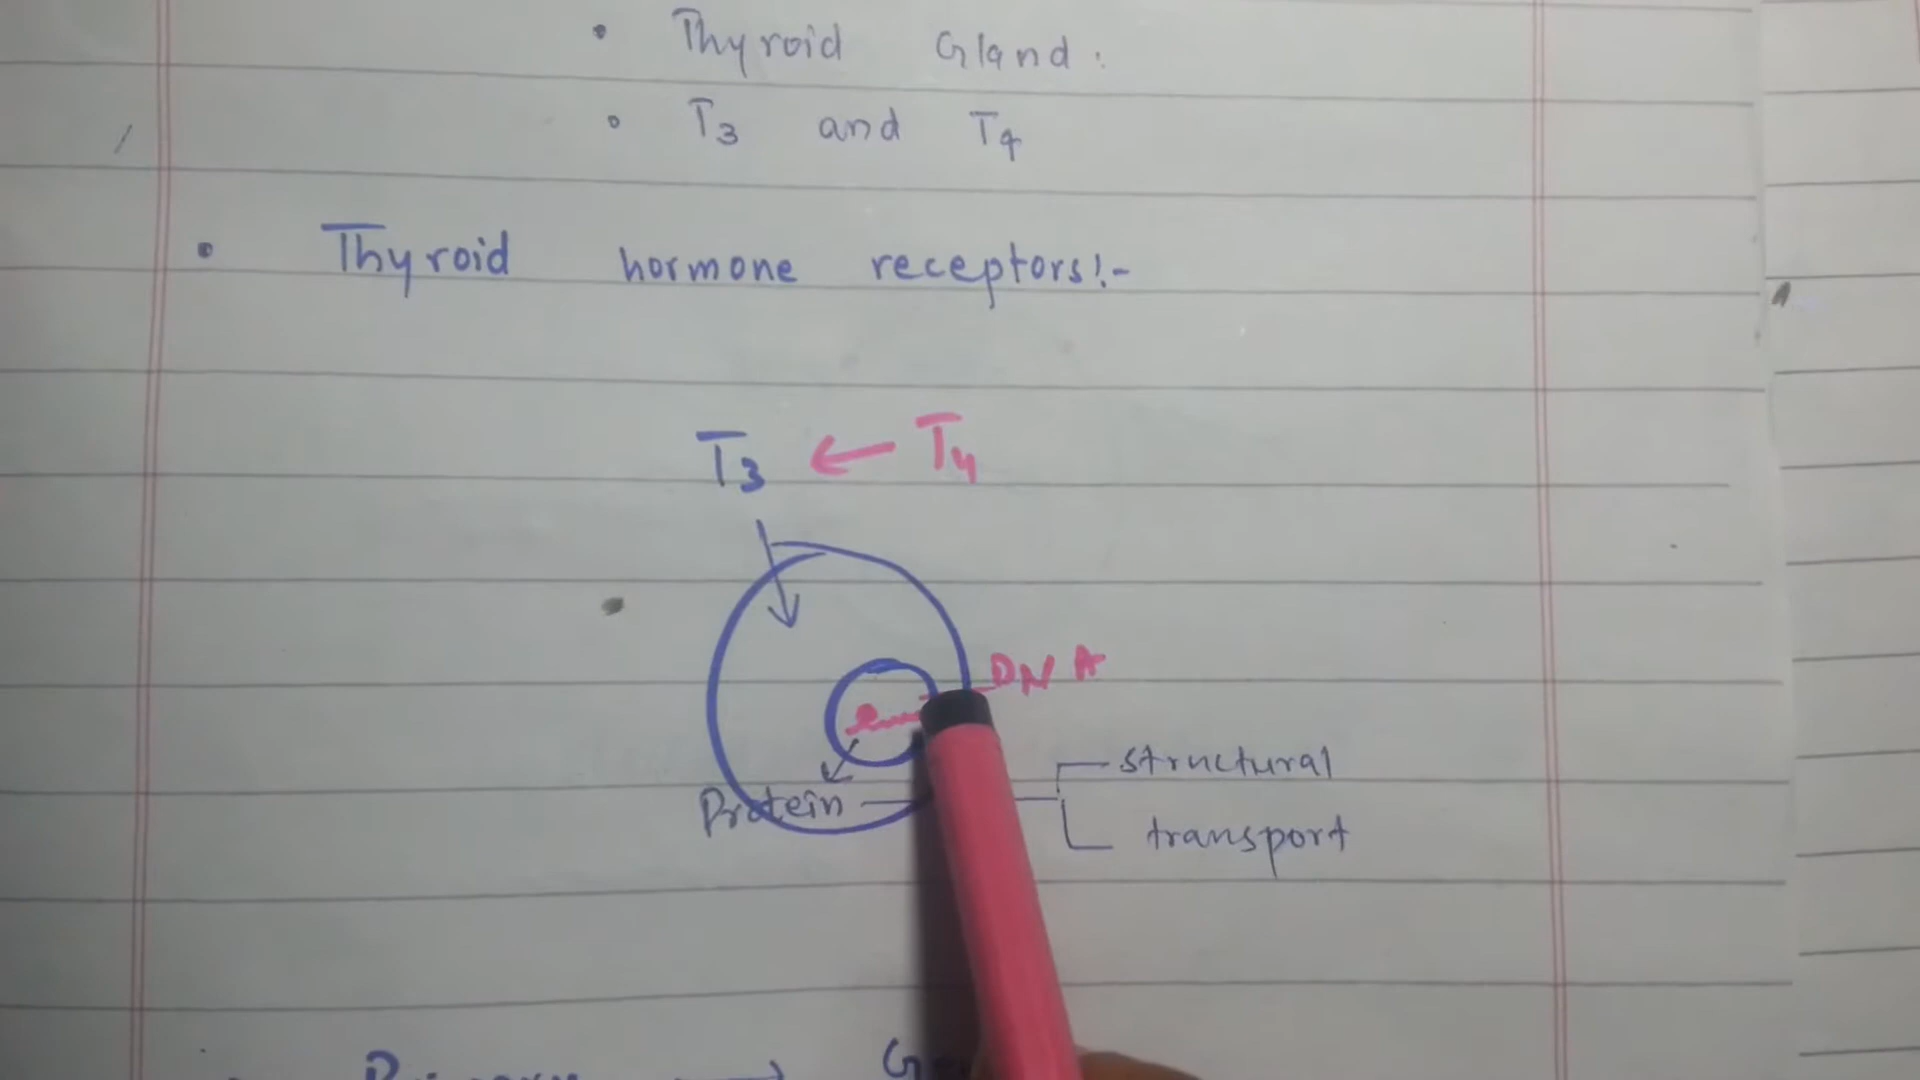 • Thyroid Gland:
• T3 and T4
• Thyroid hormone receptors:-
T3 ← T4
DNA
structural
Protein
transport